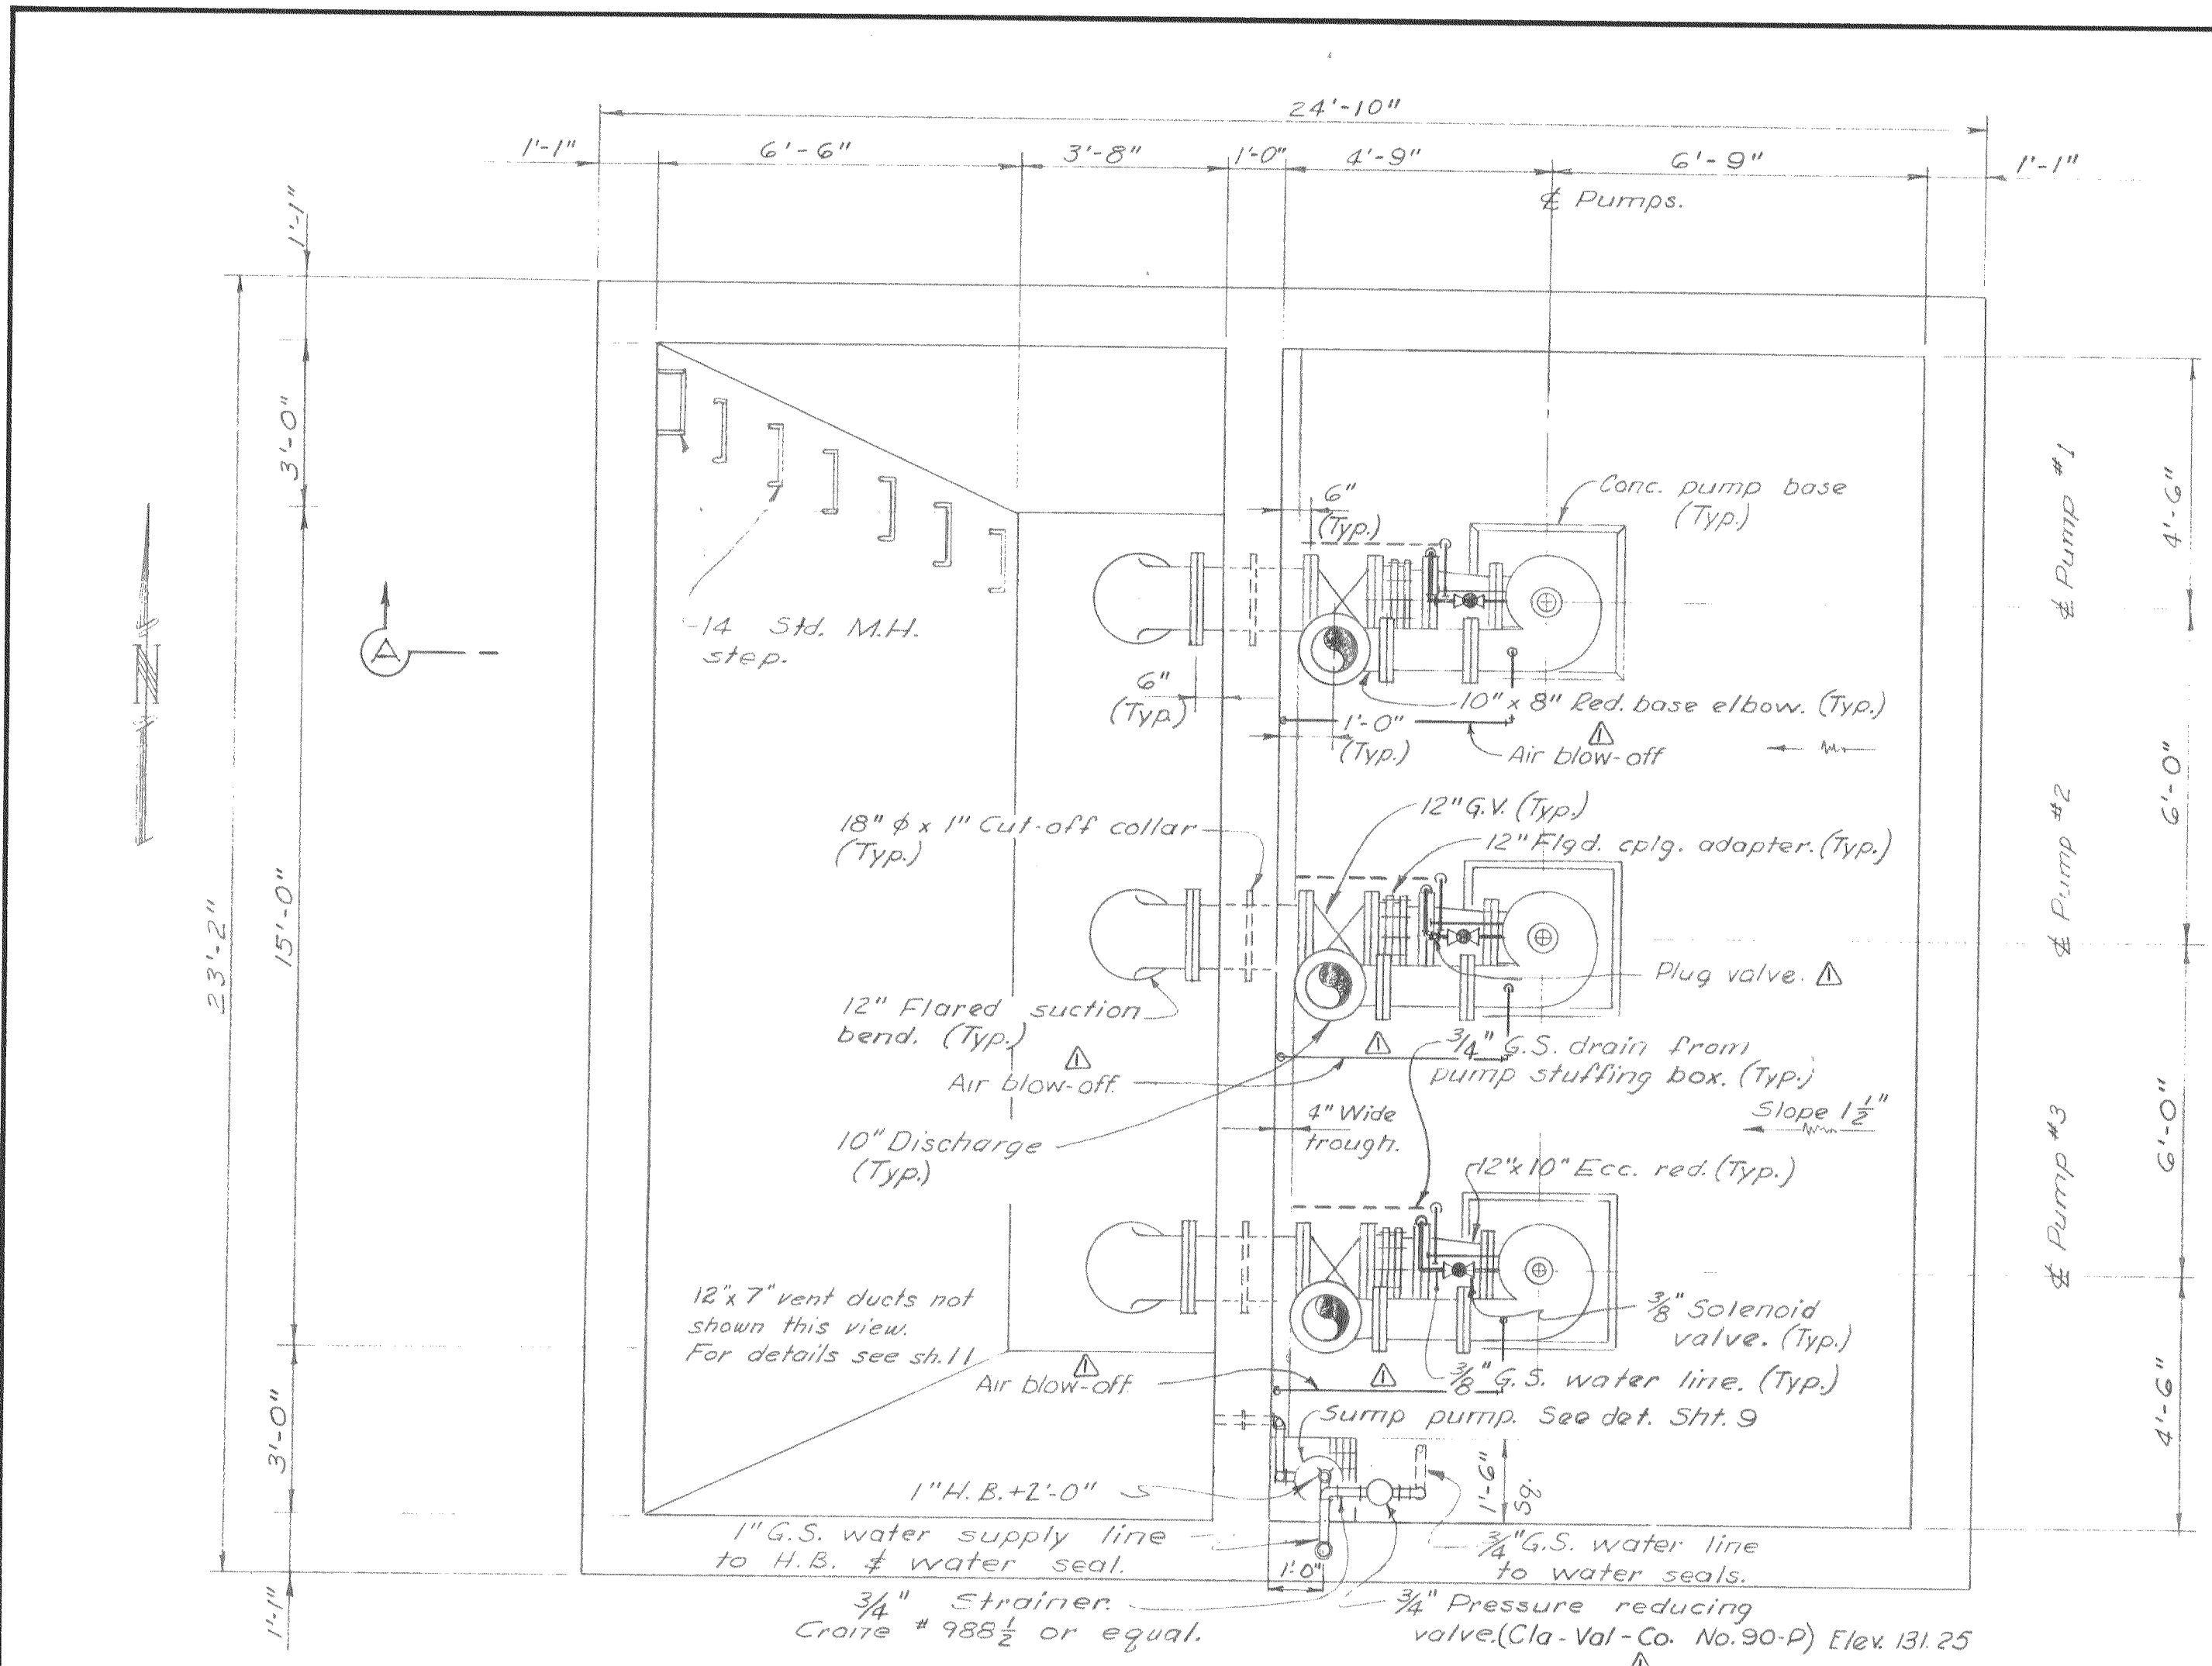 24'-10"
1'-1"
6'-6"
3'-8"
1'-0"
4'-9"
6'-9"
1'-1"
℄ Pumps.
1'-1"
3'-0"
15'-0"
23'-2"
3'-0"
1'-1"
N
A
14 Std. M.H.
step.
6"
(Typ.)
Conc. pump base
(Typ.)
℄ Pump #1
4'-6"
6"
(Typ.)
10" x 8" Red. base elbow. (Typ.)
1'-0"
(Typ.)
1
Air blow-off
12" G.V. (Typ.)
12" Flgd. cplg. adapter. (Typ.)
18" ϕ x 1" Cut-off collar
(Typ.)
℄ Pump #2
6'-0"
Plug valve. 1
12" Flared suction
bend. (Typ.)
1
Air blow-off.
1
3/4" G.S. drain from
pump stuffing box. (Typ.)
4" Wide
trough.
Slope 1 1/2"
10" Discharge
(Typ.)
12"x10" Ecc. red. (Typ.)
℄ Pump #3
6'-0"
12"x 7" vent ducts not
shown this view.
For details see sh. 11
3/8" Solenoid
valve. (Typ.)
1
Air blow-off.
1
3/8" G.S. water line. (Typ.)
Sump pump. See det. Sht. 9
4'-6"
1" H.B. +2'-0"
1'-6"
Sq.
1" G.S. water supply line
to H.B. & water seal.
3/4" G.S. water line
to water seals.
1'-0"
3/4" Strainer.
Crane # 988 1/2 or equal.
3/4" Pressure reducing
valve.(Cla-Val-Co. No. 90-P) Elev. 131.25
1